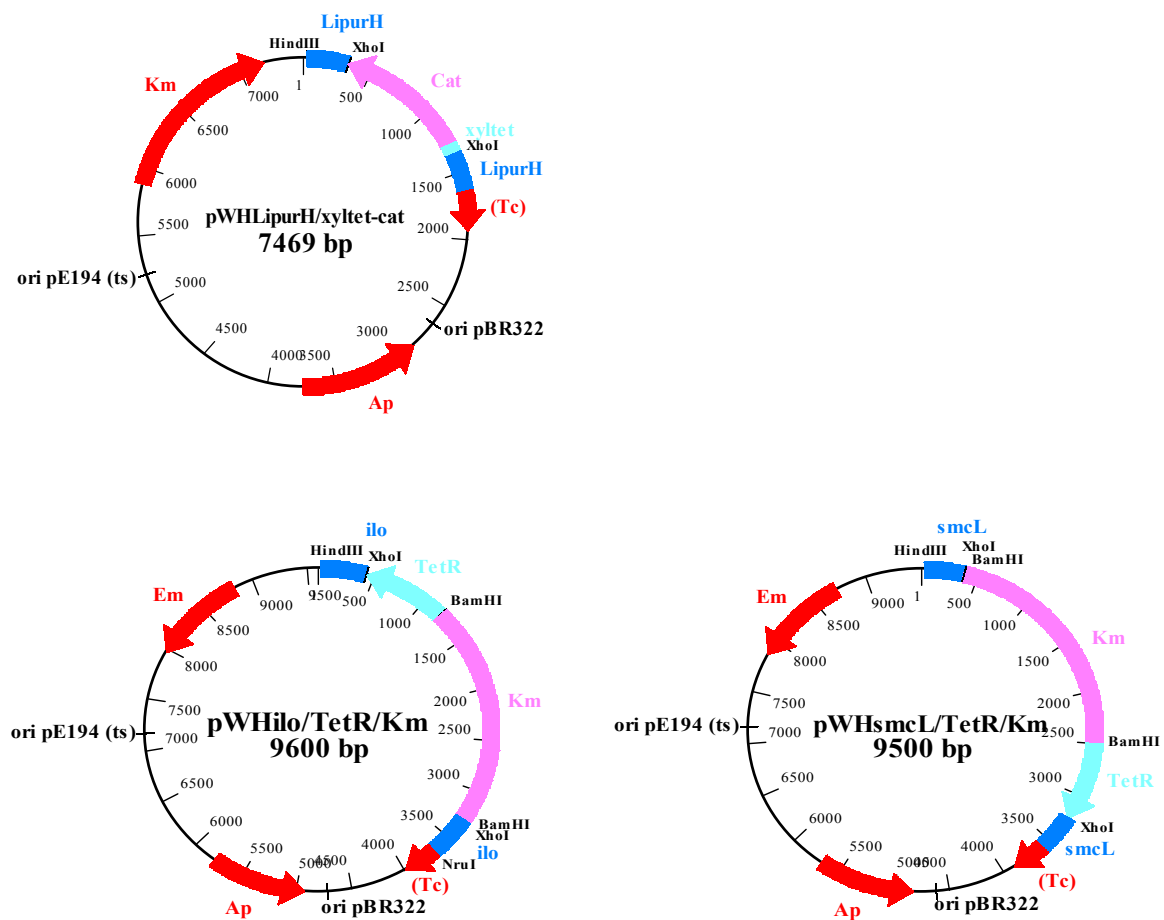 LipurH
HindIII
XhoI
Km
1
500
Cat
7000
6500
1000
xyltet
XhoI
LipurH
6000
1500
(Tc)
5500
pWHLipurH/xyltet-cat
7469 bp
2000
ori pE194 (ts)
5000
2500
ori pBR322
4500
3000
4000
3500
Ap
ilo
HindIII
XhoI
TetR
Em
9500
1
500
9000
BamHI
1000
8500
1500
8000
Km
2000
7500
pWHilo/TetR/Km
9600 bp
ori pE194 (ts)
7000
2500
6500
3000
BamHI
XhoI
ilo
3500
NruI
6000
4000
(Tc)
5500
5000
4500
ori pBR322
Ap
smcL
HindIII
XhoI
BamHI
Em
1
500
9000
1000
8500
Km
1500
8000
2000
7500
pWHsmcL/TetR/Km
9500 bp
ori pE194 (ts)
7000
2500
BamHI
TetR
6500
3000
XhoI
3500
smcL
6000
4000
(Tc)
5500
5000
4500
ori pBR322
Ap